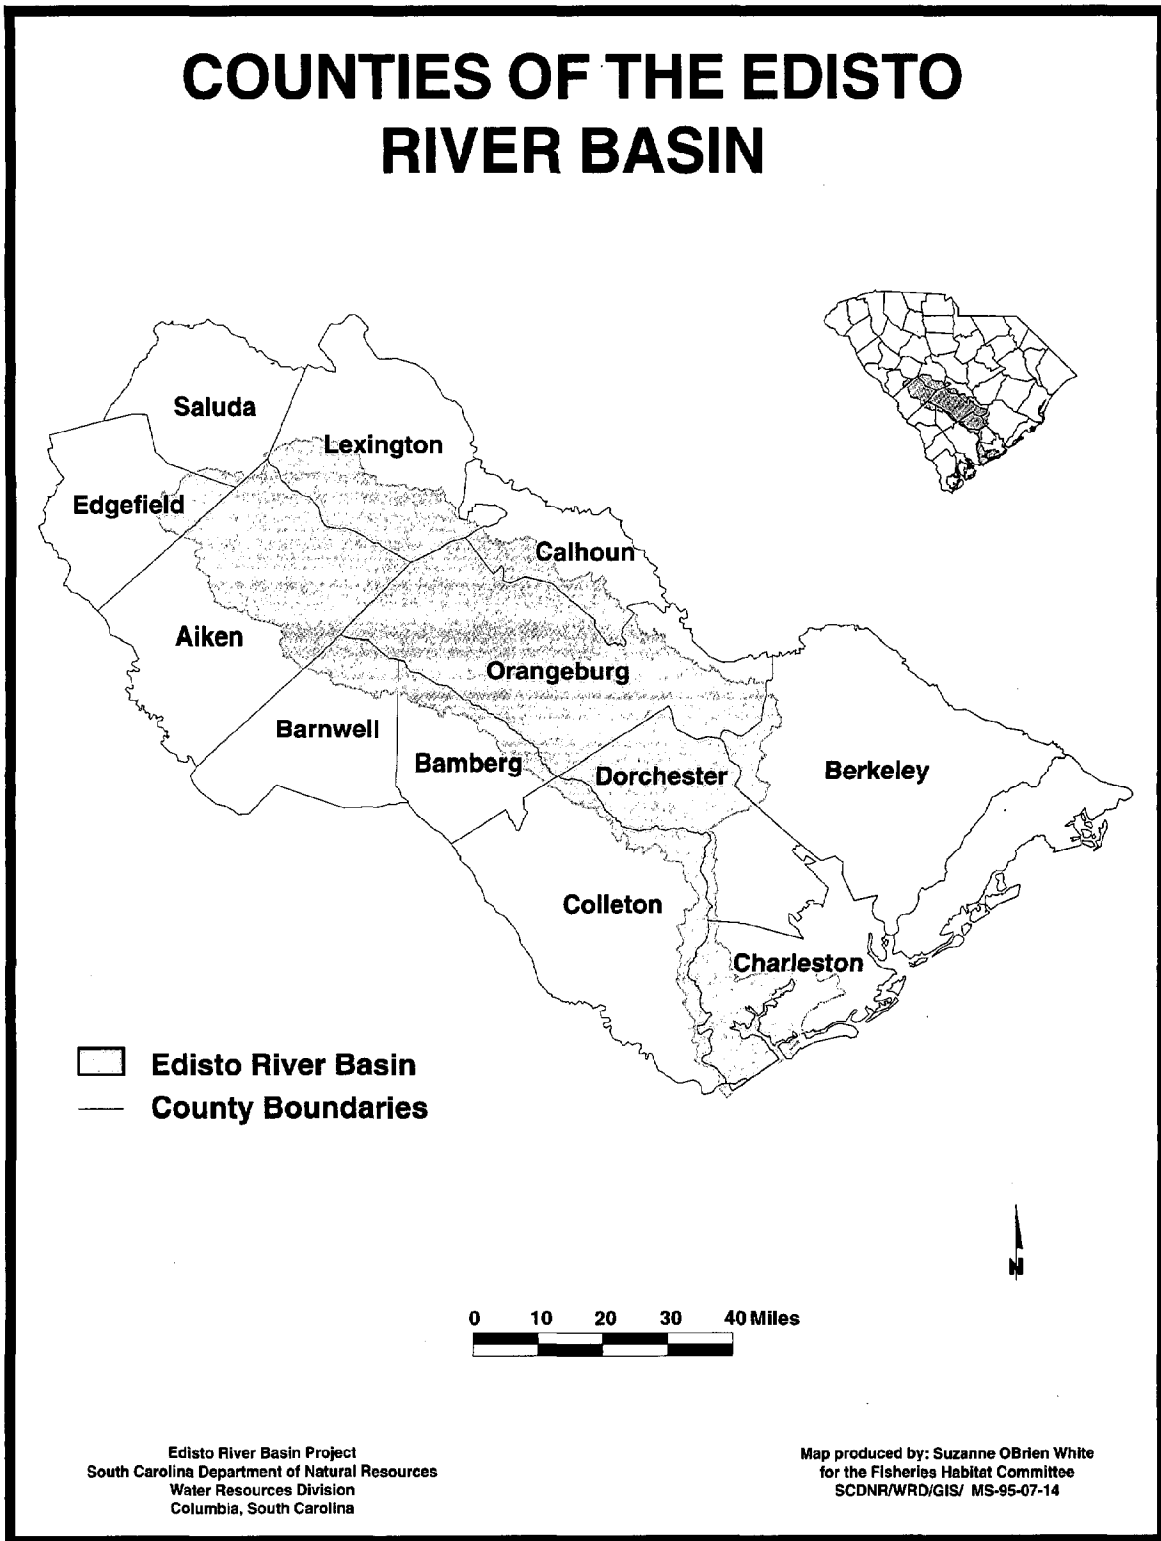 COUNTIES OF THE EDISTO
RIVER BASIN
Saluda
Lexington
Edgefield
Calhoun
Aiken
Orangeburg
Barnwell
Bamberg
Dorchester
Berkeley
Colleton
Charleston
Edisto River Basin
County Boundaries
N
0 10 20 30 40 Miles
Edisto River Basin Project
South Carolina Department of Natural Resources
Water Resources Division
Columbia, South Carolina
Map produced by: Suzanne OBrien White
for the Fisheries Habitat Committee
SCDNR/WRD/GIS/ MS-95-07-14